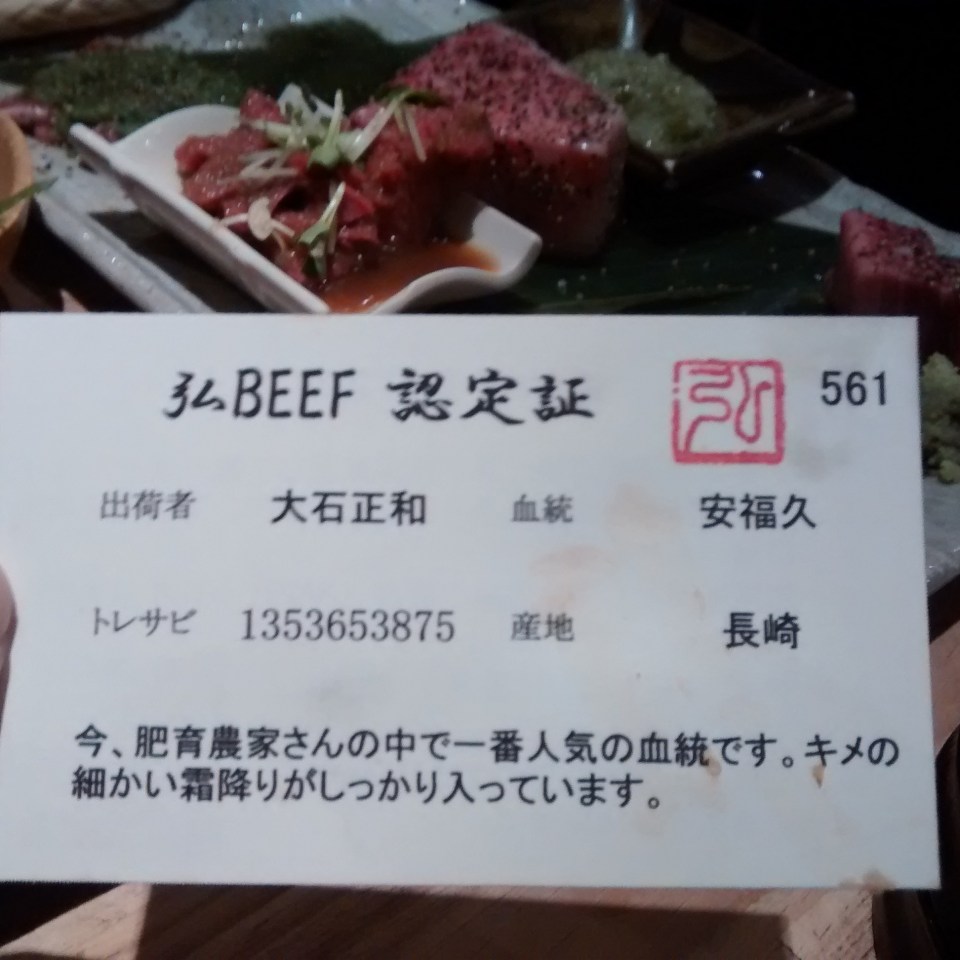 弘BEEF 認定証 弘 561
出荷者 大石正和 血統 安福久
トレサビ 1353653875 産地 長崎
今、肥育農家さんの中で一番人気の血統です。キメの
細かい霜降りがしっかり入っています。